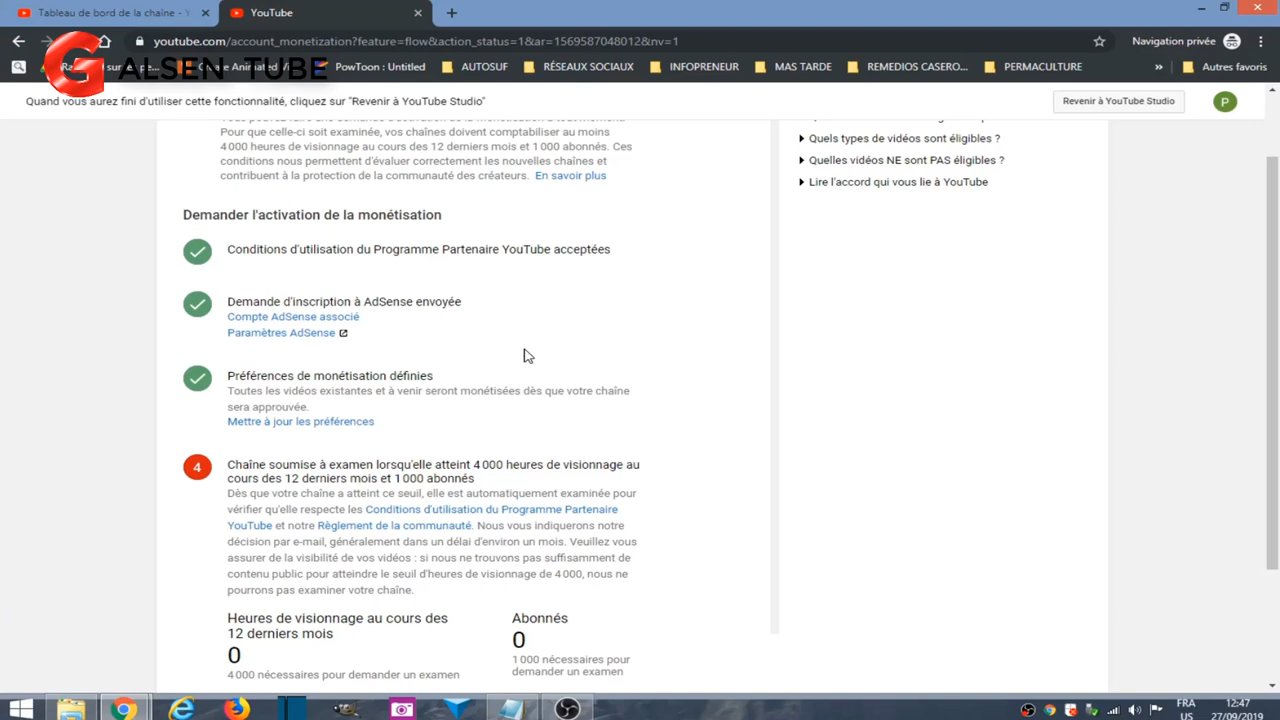 Tableau de bord de la chaîne - Y
YouTube
youtube.com/account_monetization?feature=flow&action_status=1&ar=1569587048012&nv=1
Navigation privée
GALSEN TUBE
PowToon : Untitled
AUTOSUF
RÉSEAUX SOCIAUX
INFOPRENEUR
MAS TARDE
REMEDIOS CASERO...
PERMACULTURE
»
Autres favoris
Quand vous aurez fini d'utiliser cette fonctionnalité, cliquez sur "Revenir à YouTube Studio"
Revenir à YouTube Studio
P
Pour que celle-ci soit examinée, vos chaînes doivent comptabiliser au moins
4 000 heures de visionnage au cours des 12 derniers mois et 1 000 abonnés. Ces
conditions nous permettent d'évaluer correctement les nouvelles chaînes et
contribuent à la protection de la communauté des créateurs. En savoir plus
Quels types de vidéos sont éligibles ?
Quelles vidéos NE sont PAS éligibles ?
Lire l'accord qui vous lie à YouTube
Demander l'activation de la monétisation
Conditions d'utilisation du Programme Partenaire YouTube acceptées
Demande d'inscription à AdSense envoyée
Compte AdSense associé
Paramètres AdSense
Préférences de monétisation définies
Toutes les vidéos existantes et à venir seront monétisées dès que votre chaîne
sera approuvée.
Mettre à jour les préférences
4
Chaîne soumise à examen lorsqu'elle atteint 4 000 heures de visionnage au
cours des 12 derniers mois et 1 000 abonnés
Dès que votre chaîne a atteint ce seuil, elle est automatiquement examinée pour
vérifier qu'elle respecte les Conditions d'utilisation du Programme Partenaire
YouTube et notre Règlement de la communauté. Nous vous indiquerons notre
décision par e-mail, généralement dans un délai d'environ un mois. Veuillez vous
assurer de la visibilité de vos vidéos : si nous ne trouvons pas suffisamment de
contenu public pour atteindre le seuil d'heures de visionnage de 4 000, nous ne
pourrons pas examiner votre chaîne.
Heures de visionnage au cours des
12 derniers mois
0
4 000 nécessaires pour demander un examen
Abonnés
0
1 000 nécessaires pour
demander un examen
FR
US
12:47
27/09/2019